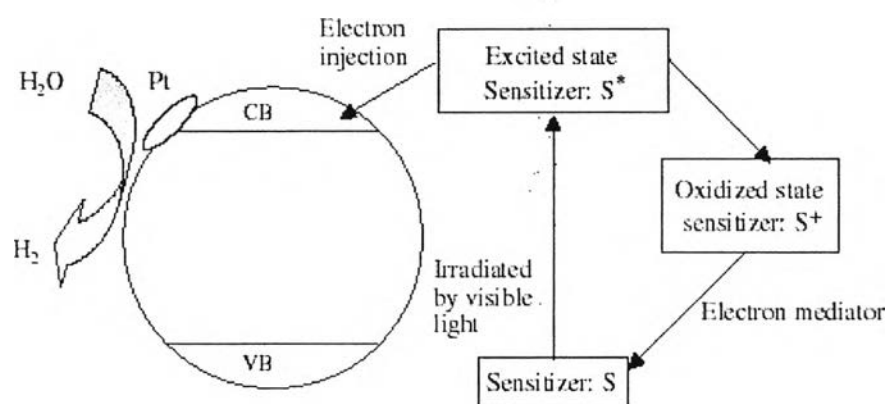 Electron
injection
Excited state
Sensitizer: S*
H₂O
Pt
CB
Oxidized state
sensitizer: S⁺
H₂
Irradiated
by visible
light
Electron mediator
VB
Sensitizer: S